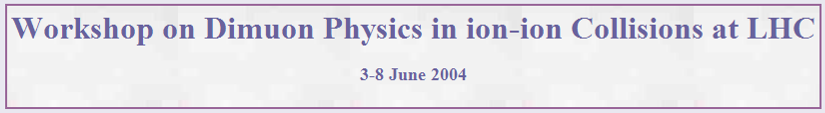 Workshop on Dimuon Physics in ion-ion Collisions at LHC
3-8 June 2004